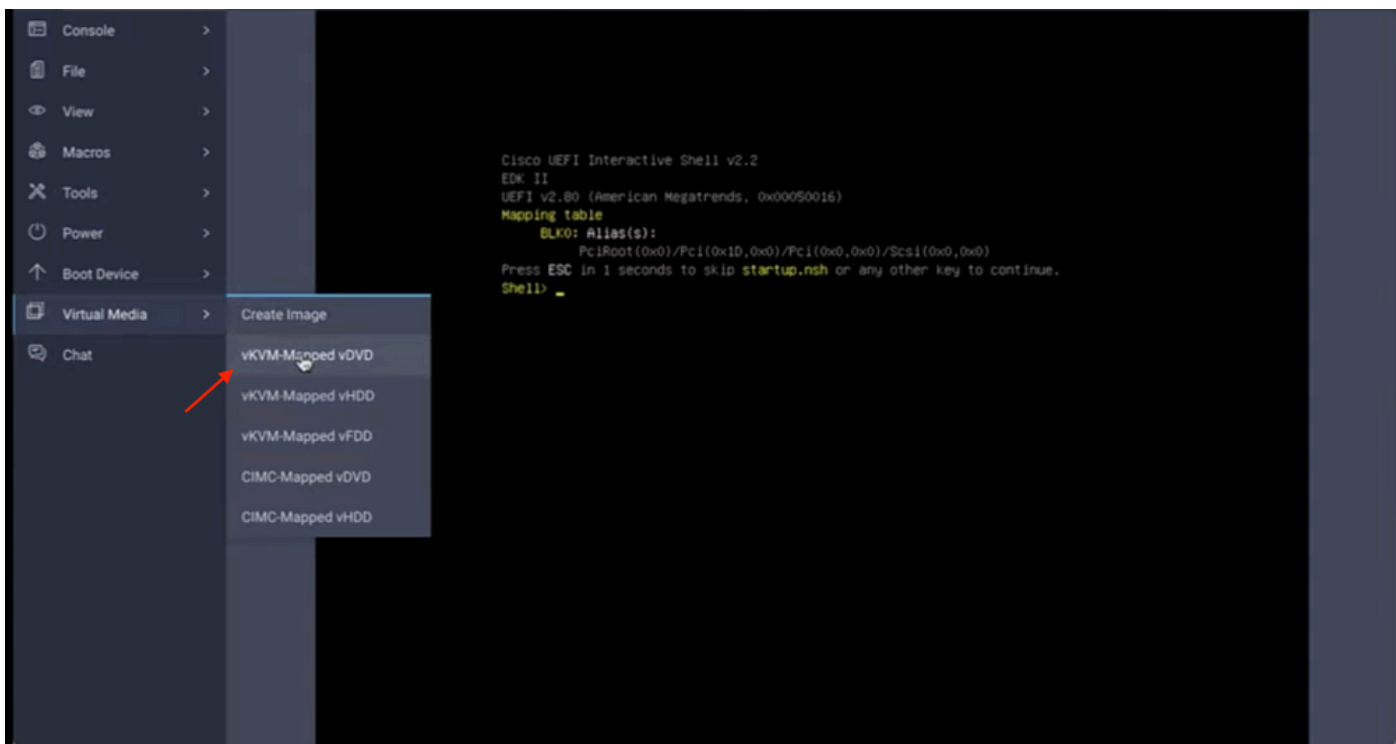 Console
File
View
Macros
Tools
Power
Boot Device
Virtual Media
Chat
Create Image
vKVM-Mapped vDVD
vKVM-Mapped vHDD
vKVM-Mapped vFDD
CIMC-Mapped vDVD
CIMC-Mapped vHDD
Cisco UEFI Interactive Shell v2.2
EDK II
UEFI v2.80 (American Megatrends, 0x00050016)
Mapping table
BLK0: Alias(s):
PciRoot(0x0)/Pci(0x1D,0x0)/Pci(0x0,0x0)/Scsi(0x0,0x0)
Press ESC in 1 seconds to skip startup.nsh or any other key to continue.
Shell> _